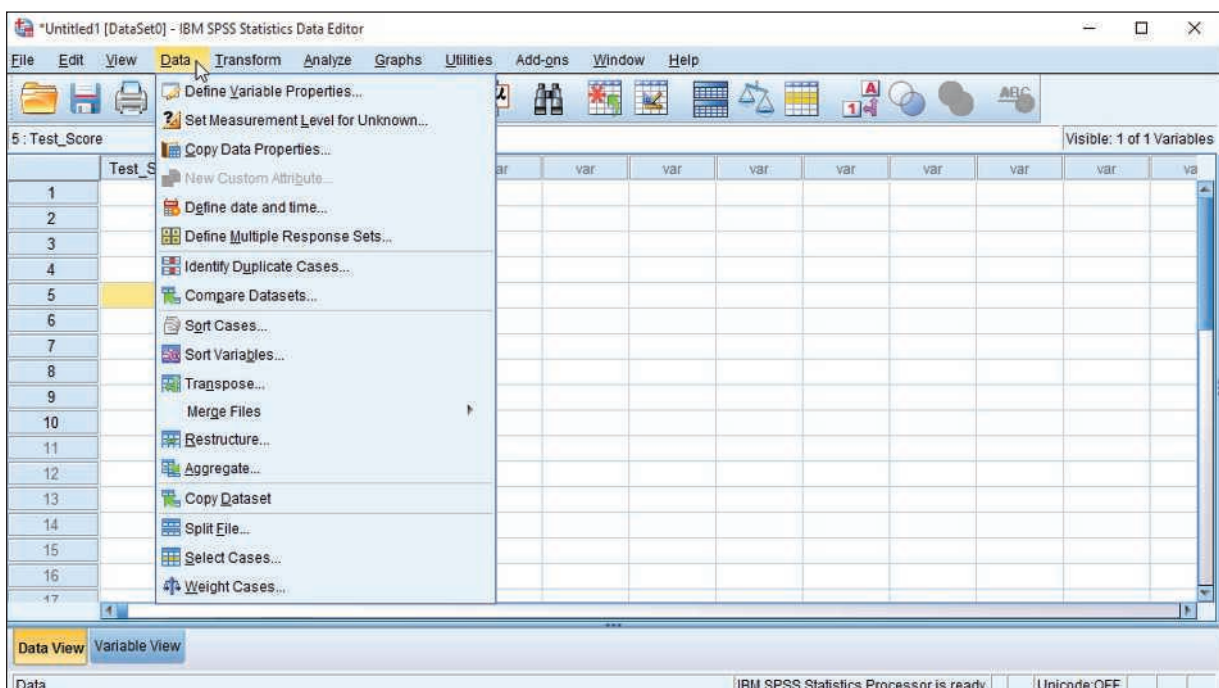 *Untitled1 [DataSet0] - IBM SPSS Statistics Data Editor
File Edit View Data Transform Analyze Graphs Utilities Add-ons Window Help
5 : Test_Score
Visible: 1 of 1 Variables
Test_S
var var var var var var var
1
2
3
4
5
6
7
8
9
10
11
12
13
14
15
16
17
Define Variable Properties...
Set Measurement Level for Unknown...
Copy Data Properties...
New Custom Attribute...
Define date and time...
Define Multiple Response Sets...
Identify Duplicate Cases...
Compare Datasets...
Sort Cases...
Sort Variables...
Transpose...
Merge Files
Restructure...
Aggregate...
Copy Dataset
Split File...
Select Cases...
Weight Cases...
Data View Variable View
Data
IBM SPSS Statistics Processor is ready
Unicode:OFF